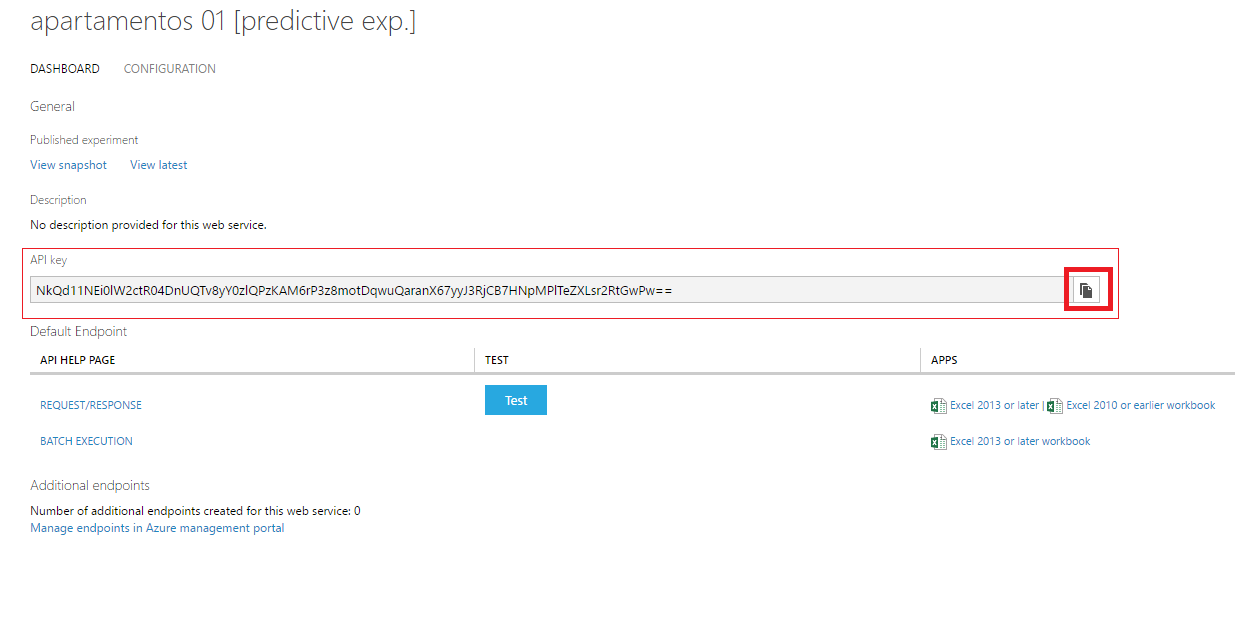 apartamentos 01 [predictive exp.]
DASHBOARD CONFIGURATION
General
Published experiment
View snapshot View latest
Description
No description provided for this web service.
API key
NkQd11NEi0lW2ctR04DnUQTv8yY0zlQPzKAM6rP3z8motDqwuQaranX67yyJ3RjCB7HNpMPlTeZXLsr2RtGwPw==
Default Endpoint
API HELP PAGE TEST APPS
REQUEST/RESPONSE Test Excel 2013 or later | Excel 2010 or earlier workbook
BATCH EXECUTION Excel 2013 or later workbook
Additional endpoints
Number of additional endpoints created for this web service: 0
Manage endpoints in Azure management portal